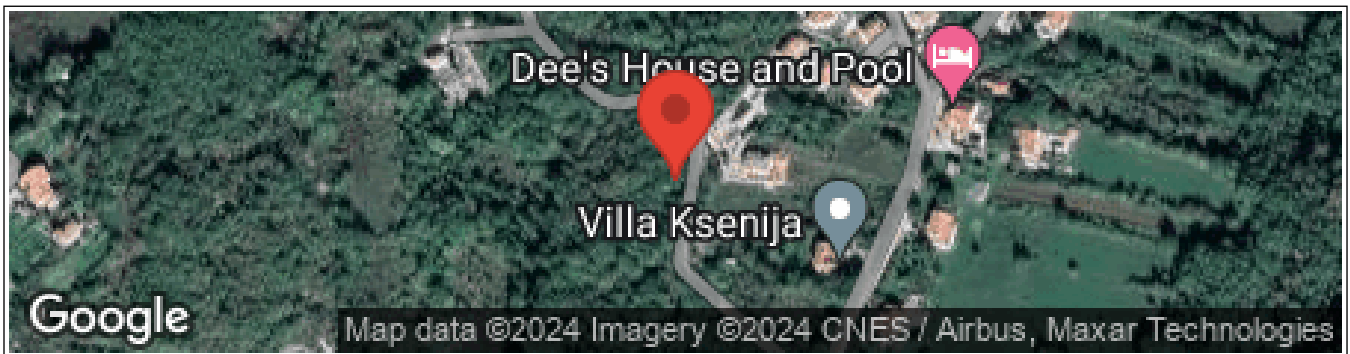 Dee's House and Pool
Villa Ksenija
Google
Map data ©2024 Imagery ©2024 CNES / Airbus, Maxar Technologies